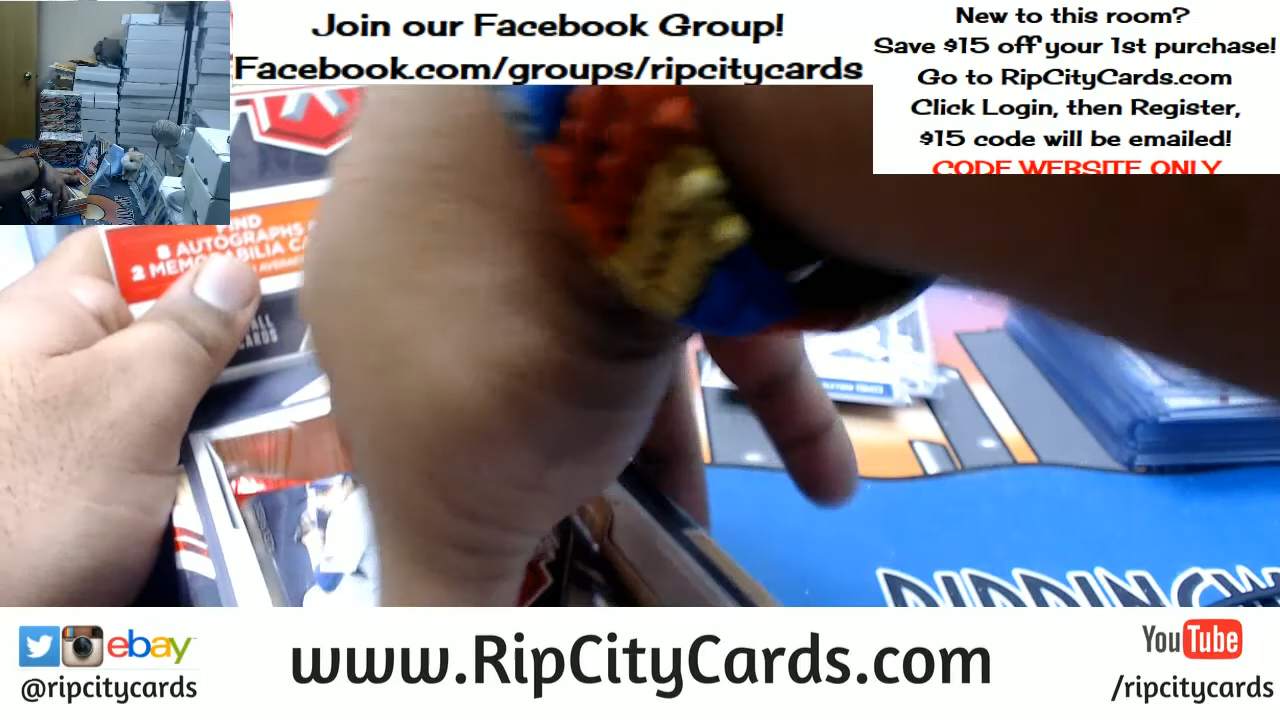 Join our Facebook Group!
Facebook.com/groups/ripcitycards
New to this room?
Save $15 off your 1st purchase!
Go to RipCityCards.com
Click Login, then Register,
$15 code will be emailed!
CODE WEBSITE ONLY
FIND
8 AUTOGRAPHS
2 MEMORABILIA
CARDS
ebay
@ripcitycards
www.RipCityCards.com
YouTube
/ripcitycards